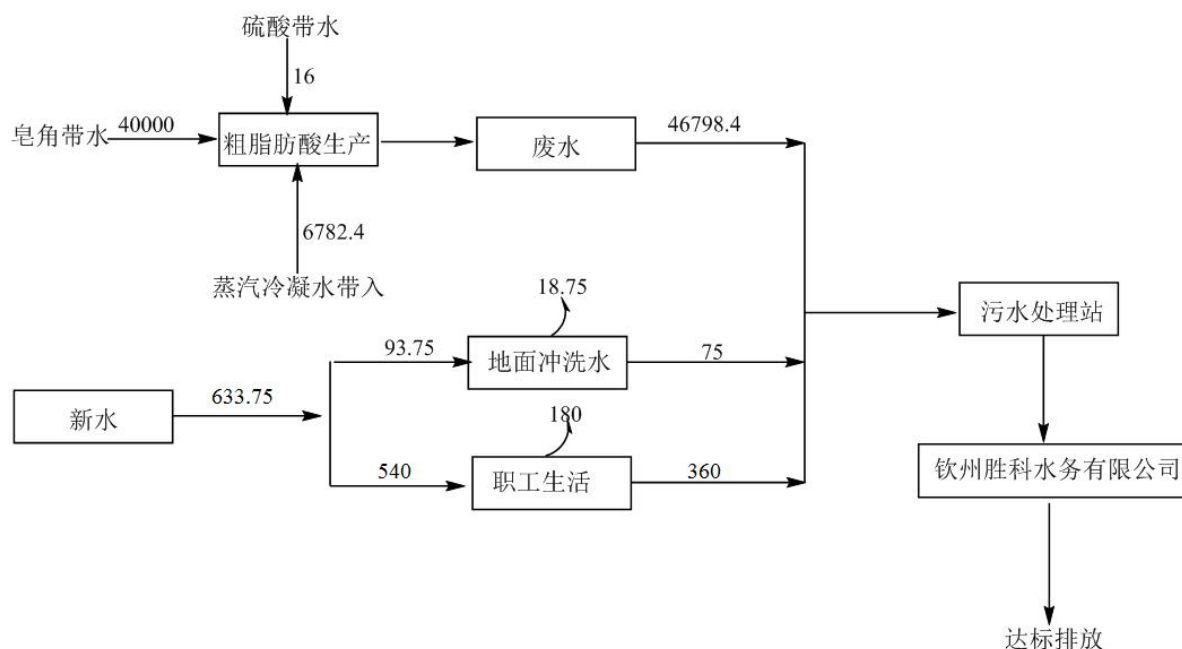 硫酸带水
16
皂角带水
40000
粗脂肪酸生产
废水
46798.4
6782.4
蒸汽冷凝水带入
18.75
污水处理站
93.75
地面冲洗水
75
新水
633.75
180
540
职工生活
360
钦州胜科水务有限公司
达标排放